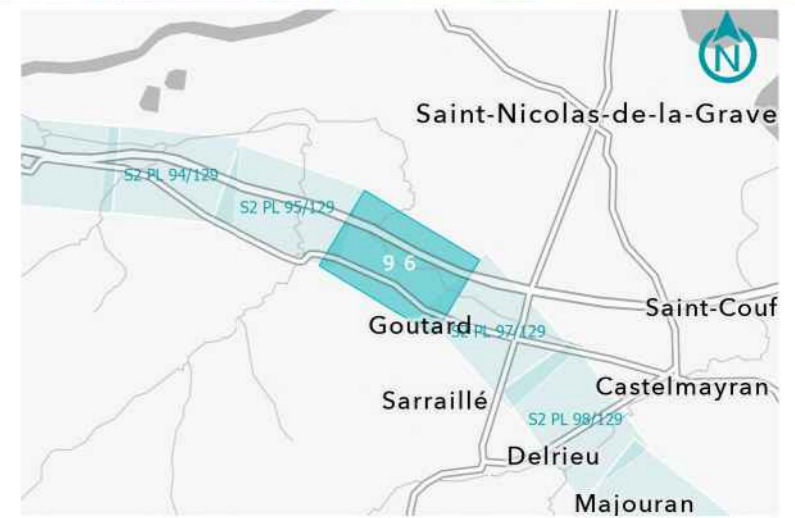 N
Saint-Nicolas-de-la-Grave
S2 PL 94/129
S2 PL 95/129
9 6
Saint-Couf
Goutard
S2 PL 97/129
Castelmayran
Sarraillé
S2 PL 98/129
Delrieu
Majouran